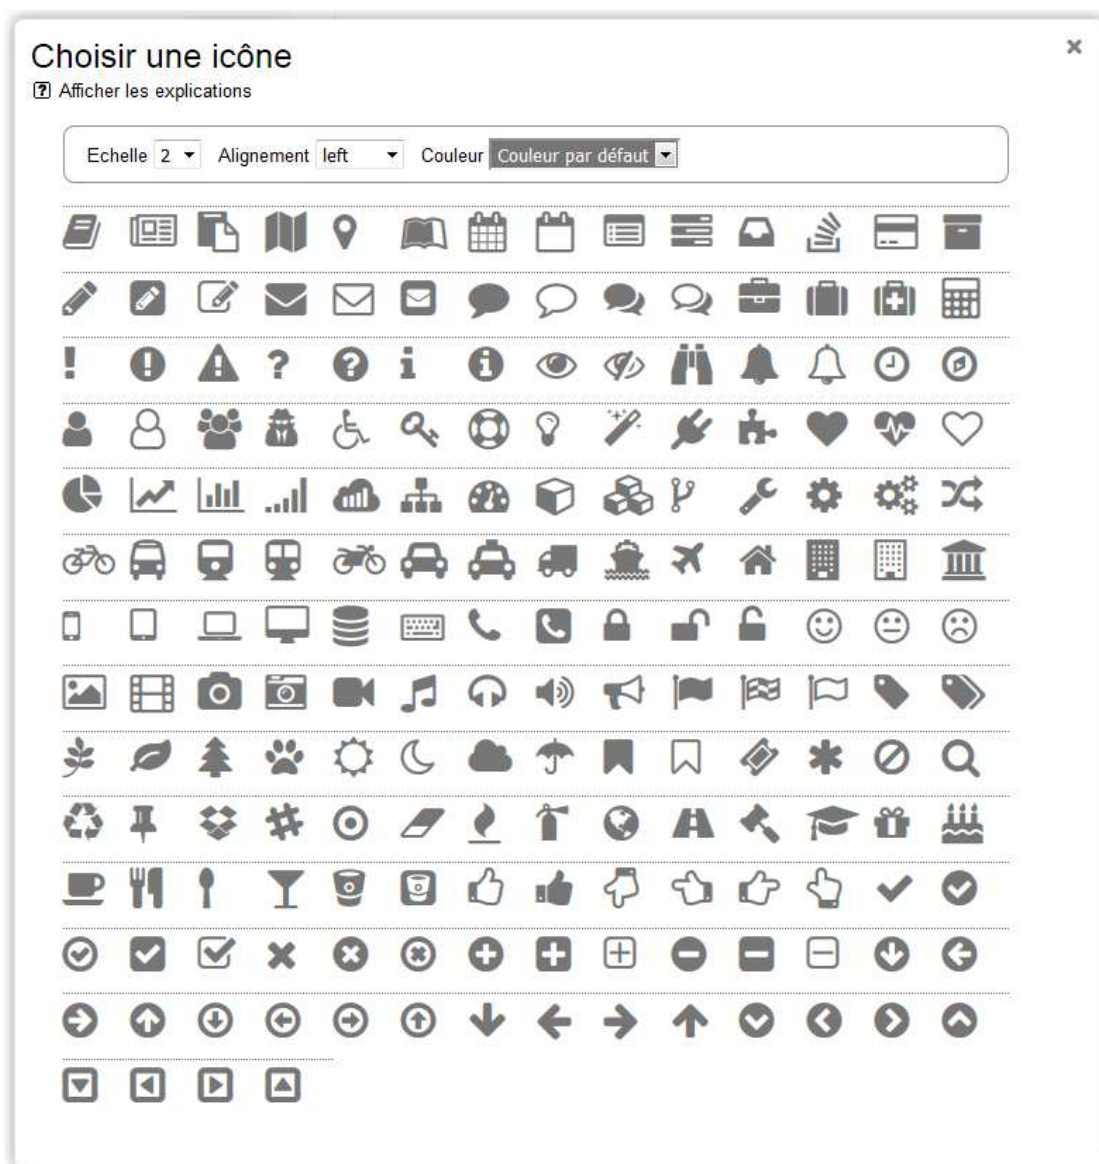 Choisir une icône
Afficher les explications
Echelle 2 Alignement left Couleur Couleur par défaut